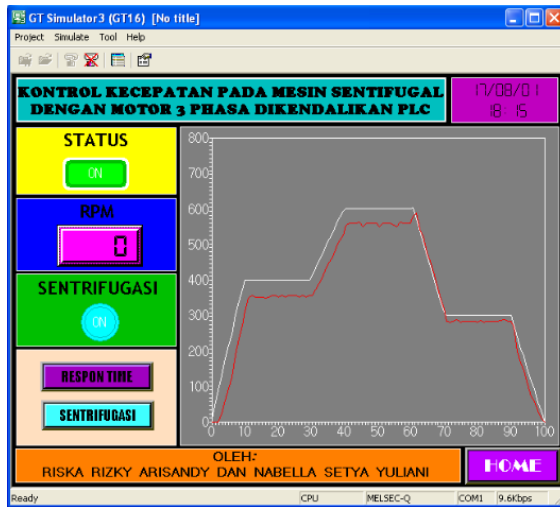 GT Simulator3 (GT16) [No title]
Project Simulate Tool Help
KONTROL KECEPATAN PADA MESIN SENTIFUGAL
DENGAN MOTOR 3 PHASA DIKENDALIKAN PLC
17/08/01
18:15
STATUS
ON
RPM
0
SENTRIFUGASI
ON
RESPON TIME
SENTRIFUGASI
800
700
600
500
400
300
200
100
0
0 10 20 30 40 50 60 70 80 90 100
OLEH:
RISKA RIZKY ARISANDY DAN NABELLA SETYA YULIANI
HOME
Ready CPU MELSEC-Q COM1 9.6Kbps